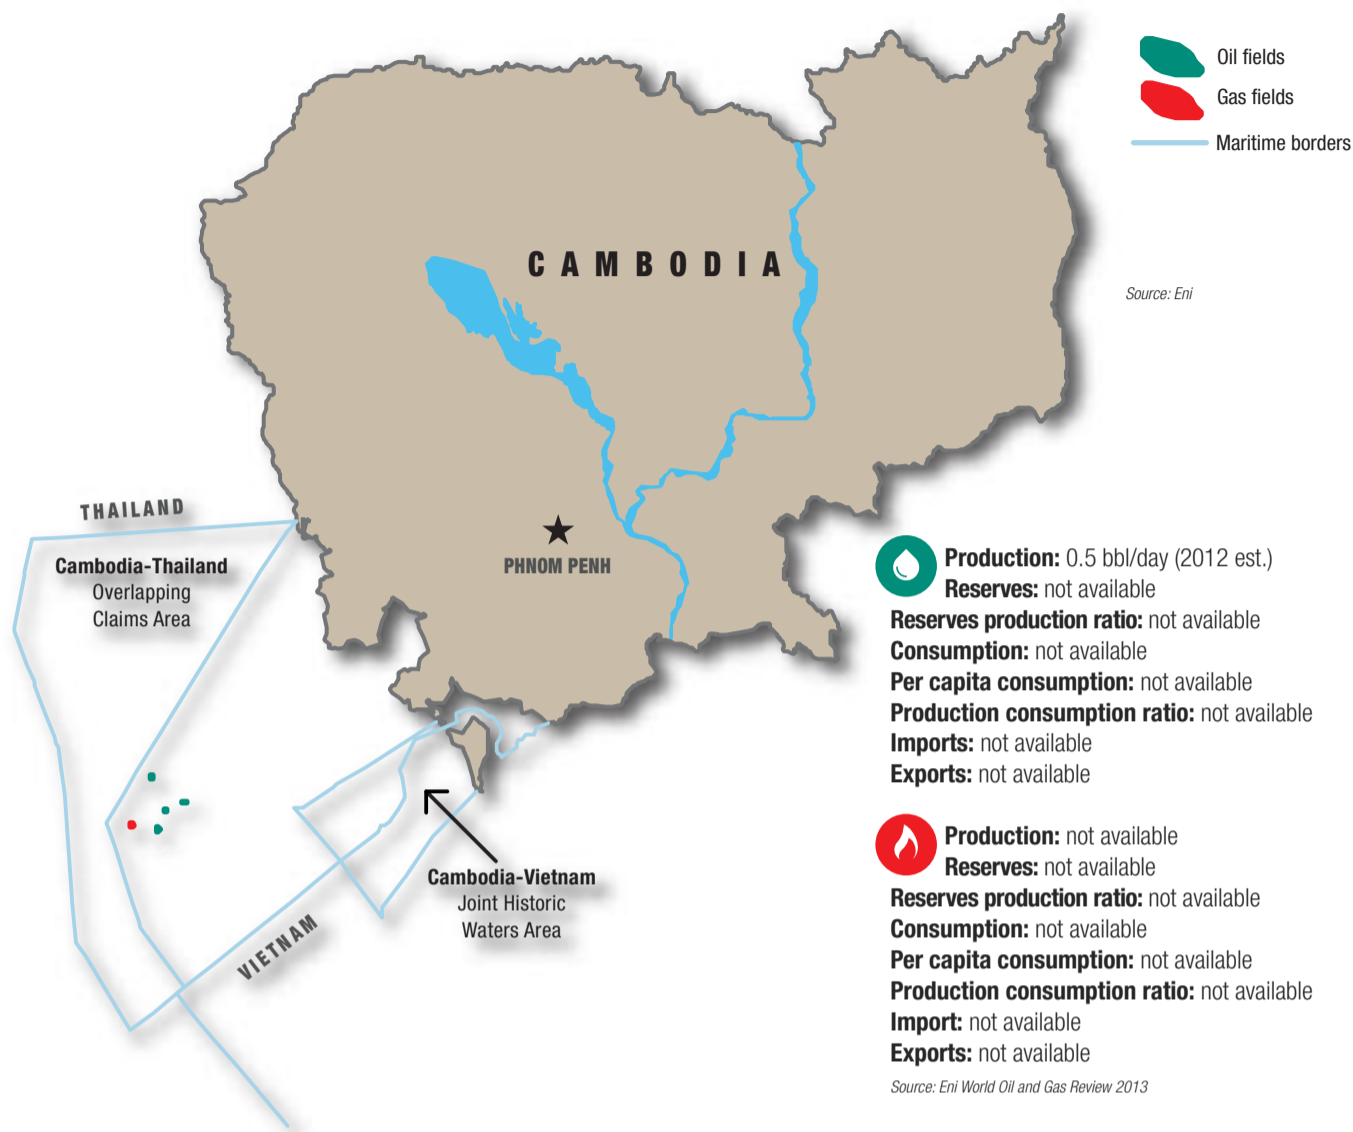 Oil fields
Gas fields
Maritime borders
CAMBODIA
Source: Eni
THAILAND
Cambodia-Thailand
Overlapping
Claims Area
PHNOM PENH
Production: 0.5 bbl/day (2012 est.)
Reserves: not available
Reserves production ratio: not available
Consumption: not available
Per capita consumption: not available
Production consumption ratio: not available
Imports: not available
Exports: not available
Production: not available
Reserves: not available
Reserves production ratio: not available
Consumption: not available
Per capita consumption: not available
Production consumption ratio: not available
Import: not available
Exports: not available
Source: Eni World Oil and Gas Review 2013
Cambodia-Vietnam
Joint Historic
Waters Area
VIETNAM